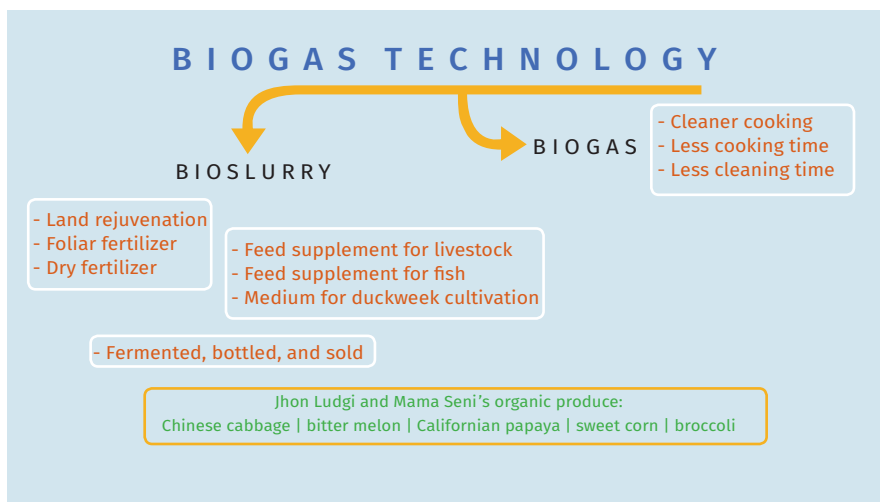 BIOGAS TECHNOLOGY
BIOSLURRY
BIOGAS
- Cleaner cooking
- Less cooking time
- Less cleaning time
- Land rejuvenation
- Foliar fertilizer
- Dry fertilizer
- Feed supplement for livestock
- Feed supplement for fish
- Medium for duckweek cultivation
- Fermented, bottled, and sold
Jhon Ludgi and Mama Seni's organic produce:
Chinese cabbage | bitter melon | Californian papaya | sweet corn | broccoli